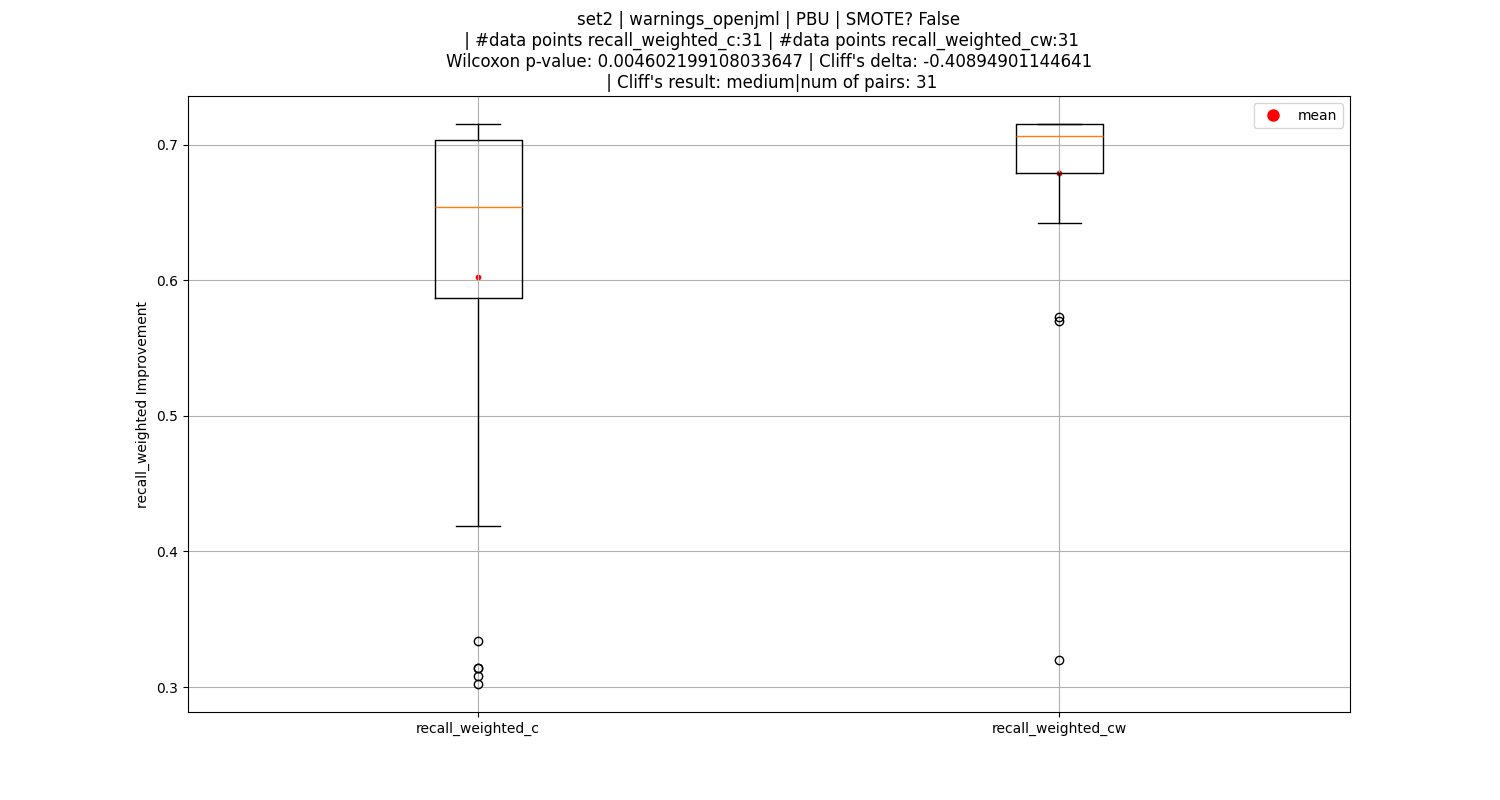 set2 | warnings_openjml | PBU | SMOTE? False
| #data points recall_weighted_c:31 | #data points recall_weighted_cw:31
Wilcoxon p-value: 0.004602199108033647 | Cliff's delta: -0.40894901144641
| Cliff's result: medium|num of pairs: 31
mean
0.7
0.6
0.5
0.4
0.3
recall_weighted Improvement
recall_weighted_c
recall_weighted_cw